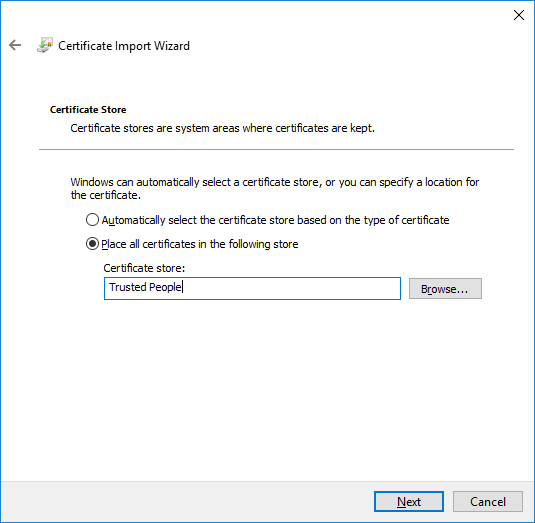 Certificate Import Wizard
Certificate Store
Certificate stores are system areas where certificates are kept.
Windows can automatically select a certificate store, or you can specify a location for
the certificate.
Automatically select the certificate store based on the type of certificate
Place all certificates in the following store
Certificate store:
Trusted People
Browse...
Next
Cancel